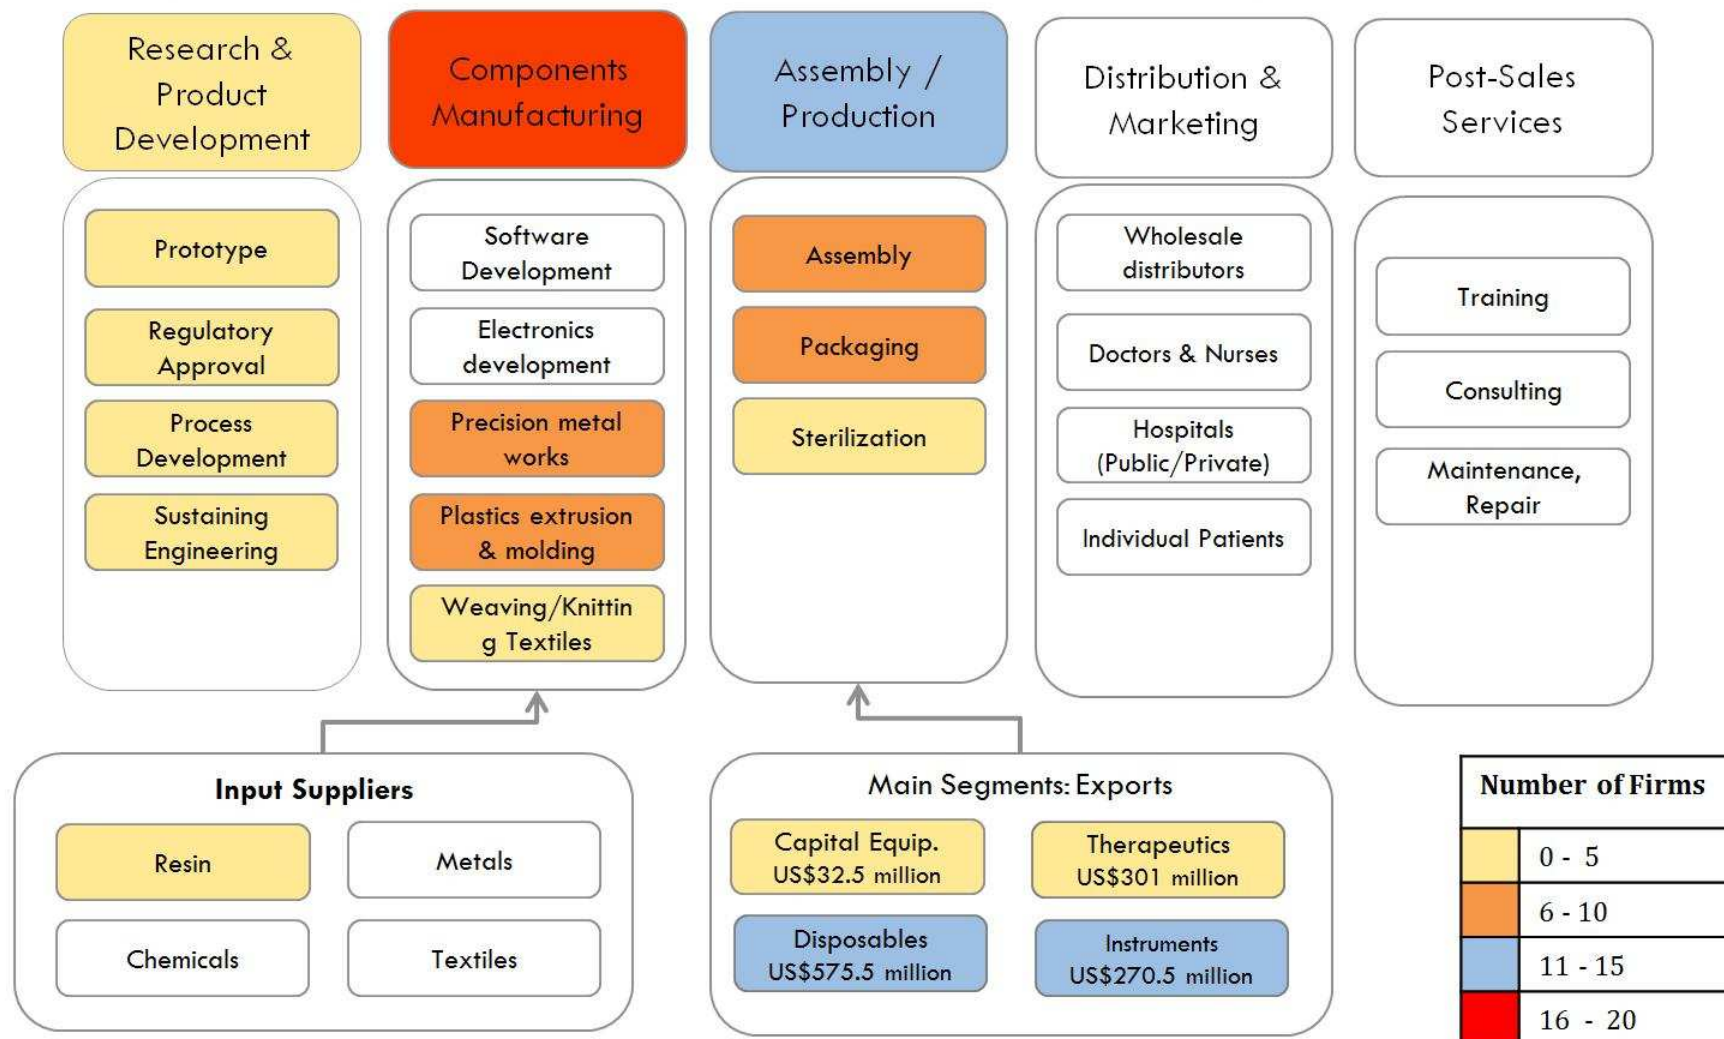 Research &
Product
Development
Components
Manufacturing
Assembly /
Production
Distribution &
Marketing
Post-Sales
Services
Prototype
Regulatory
Approval
Process
Development
Sustaining
Engineering
Software
Development
Electronics
development
Precision metal
works
Plastics extrusion
& molding
Weaving/Knittin
g Textiles
Assembly
Packaging
Sterilization
Wholesale
distributors
Doctors & Nurses
Hospitals
(Public/Private)
Individual Patients
Training
Consulting
Maintenance,
Repair
Input Suppliers
Resin
Metals
Chemicals
Textiles
Main Segments: Exports
Capital Equip.
US$32.5 million
Therapeutics
US$301 million
Disposables
US$575.5 million
Instruments
US$270.5 million
Number of Firms
0 - 5
6 - 10
11 - 15
16 - 20